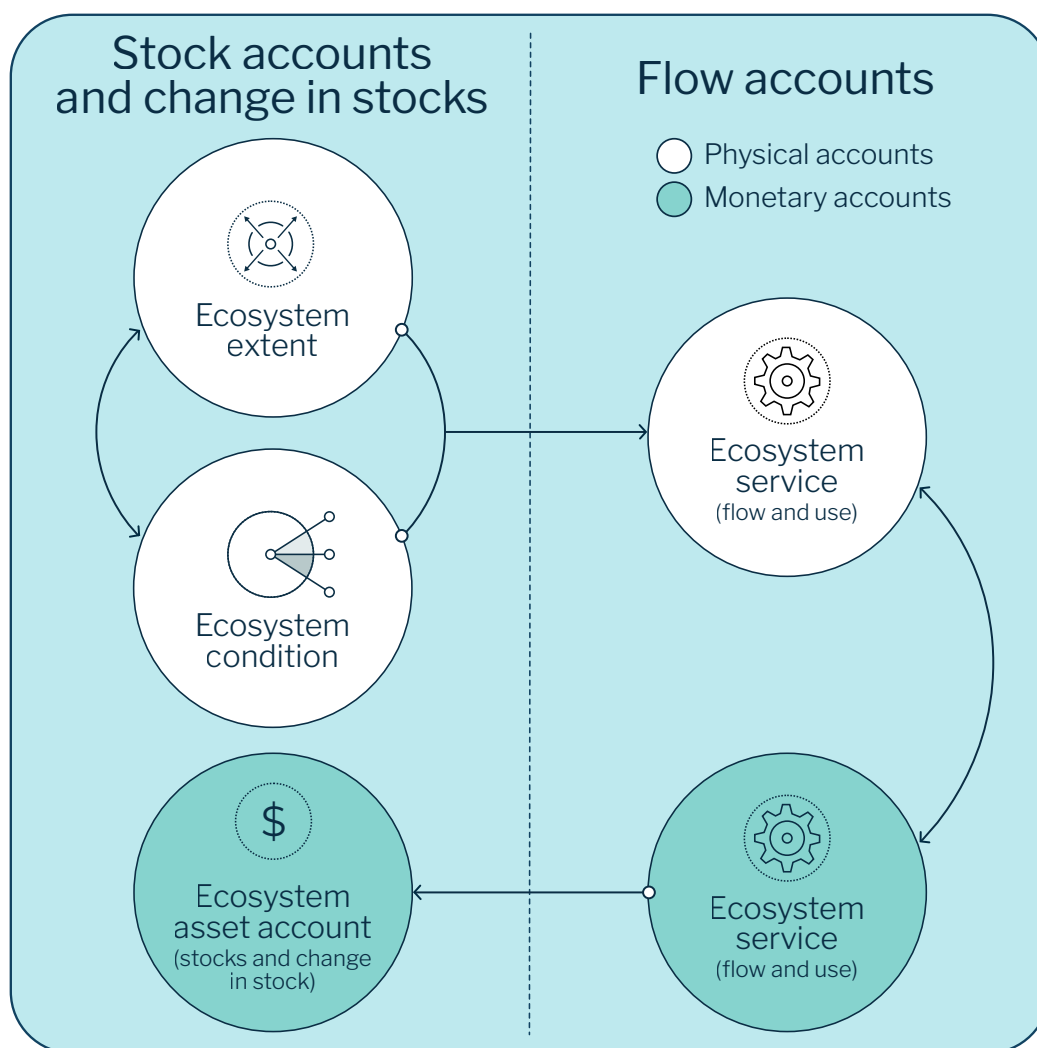 Stock accounts
and change in stocks
Flow accounts
Physical accounts
Monetary accounts
Ecosystem
extent
Ecosystem
service
(flow and use)
Ecosystem
condition
$
Ecosystem
asset account
(stocks and change
in stock)
Ecosystem
service
(flow and use)